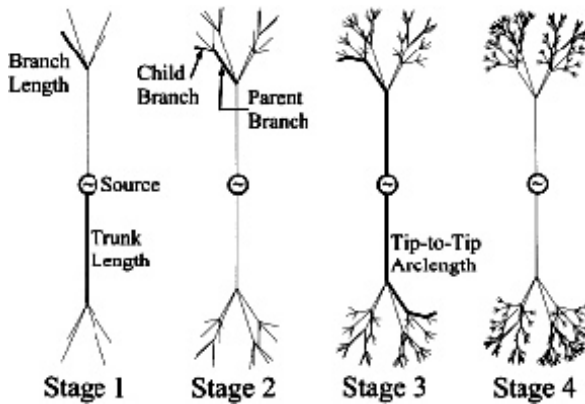 Branch
Length
Child
Branch
Parent
Branch
Source
Trunk
Length
Tip-to-Tip
Arclength
Stage 1
Stage 2
Stage 3
Stage 4